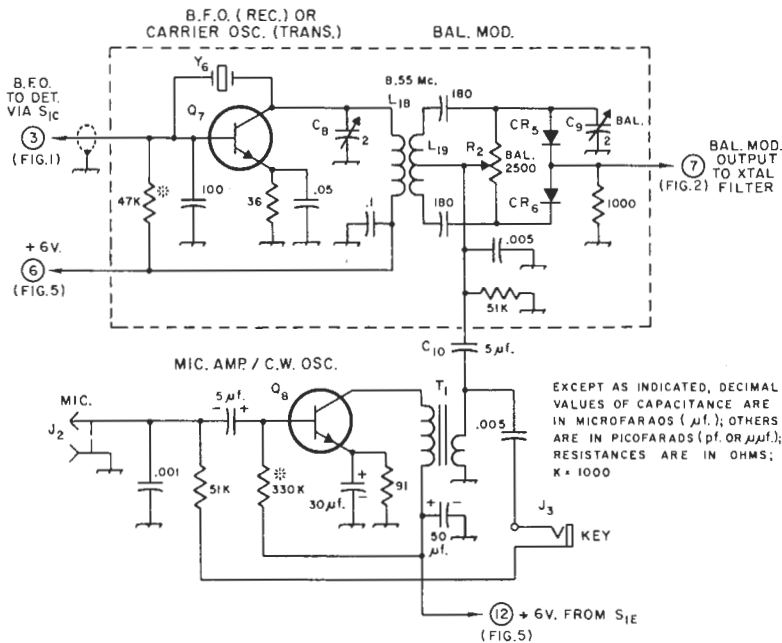 B.F.O. (REC.) OR
CARRIER OSC. (TRANS.)
BAL. MOD.
B.F.O.
TO DET.
VIA S1C
3
(FIG.1)
Y6
Q7
47K
※
100
36
.05
C8
2
L18
8.55 Mc.
L19
180
180
.1
R2
BAL.
2500
CR5
CR6
C9
BAL.
2
1000
7
(FIG.2)
BAL. MOD.
OUTPUT
TO XTAL
FILTER
+ 6V.
6
(FIG.5)
.005
51K
C10
5 µf.
MIC. AMP. / C.W. OSC.
MIC.
J2
5 µf.
- +
Q8
T1
.001
51K
※
330K
+
30 µf.
-
91
+ -
50
µf.
.005
J3
KEY
EXCEPT AS INDICATED, DECIMAL
VALUES OF CAPACITANCE ARE
IN MICROFARAOS ( µf.); OTHERS
ARE IN PICOFARADS (pf. OR µµf.);
RESISTANCES ARE IN OHMS;
K = 1000
12 + 6V. FROM S1E
(FIG.5)